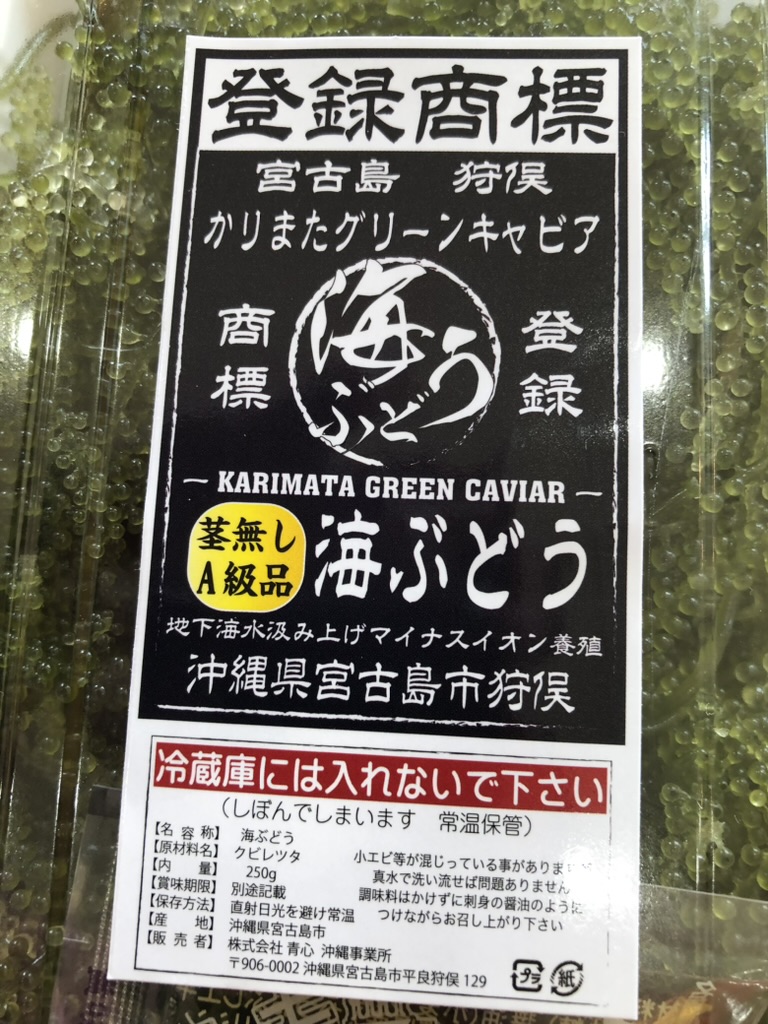 登録商標
宮古島 狩俣
かりまたグリーンキャビア
商標
海ぶどう
登録
KARIMATA GREEN CAVIAR
茎無し
A級品
海ぶどう
地下海水汲み上げマイナスイオン養殖
沖縄県宮古島市狩俣
冷蔵庫には入れないで下さい
(しぼんでしまいます 常温保管)
【名容称】 海ぶどう
【原材料名】 クビレツタ
【内量】 250g
【賞味期限】 別途記載
【保存方法】 直射日光を避け常温
【産地】 沖縄県宮古島市
【販売者】 株式会社 青心 沖縄事業所
〒906-0002 沖縄県宮古島市平良狩俣 129
小エビ等が混じっている事がありますが
真水で洗い流せば問題ありません
調味料はかけずに刺身の醤油のように
つけながらお召し上がり下さい
プラ
紙